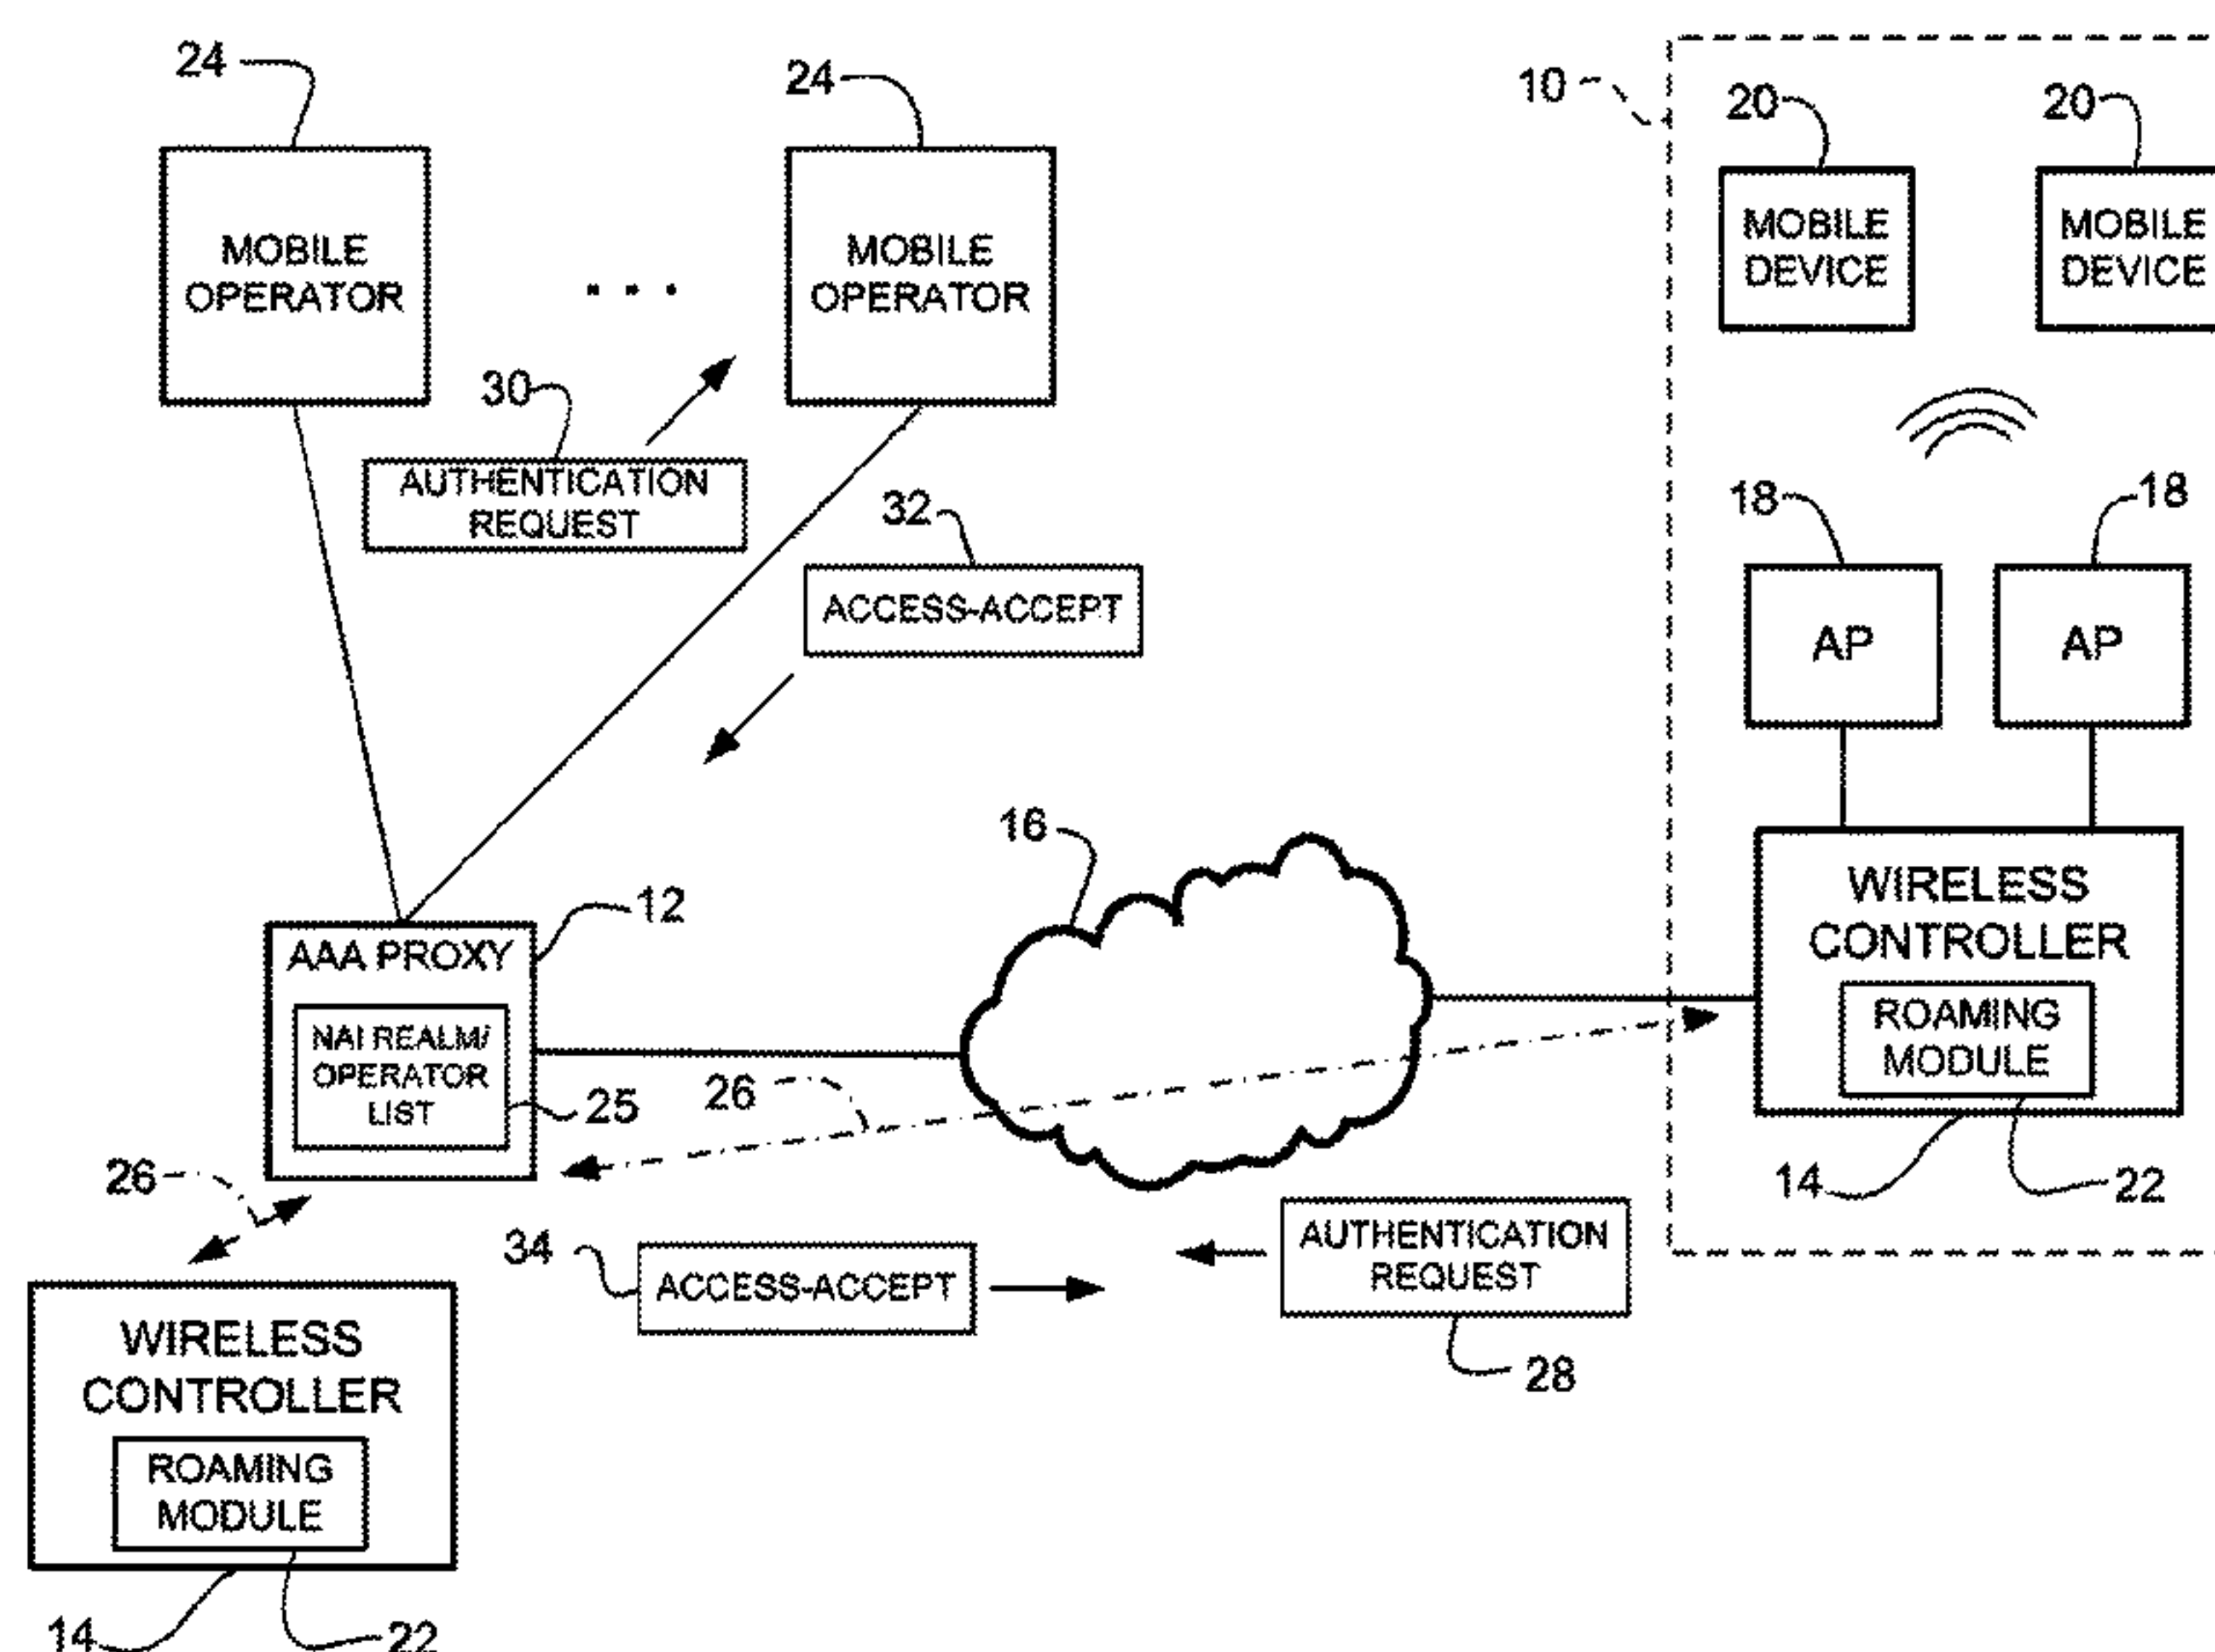 24
24
10
20
20
MOBILE
OPERATOR
. . .
MOBILE
OPERATOR
MOBILE
DEVICE
MOBILE
DEVICE
30
AUTHENTICATION
REQUEST
32
ACCESS-ACCEPT
18
18
AP
AP
16
12
AAA PROXY
NAI REALM/
OPERATOR
LIST
25
26
26
WIRELESS
CONTROLLER
ROAMING
MODULE
14
22
34
ACCESS-ACCEPT
AUTHENTICATION
REQUEST
28
WIRELESS
CONTROLLER
ROAMING
MODULE
14
22